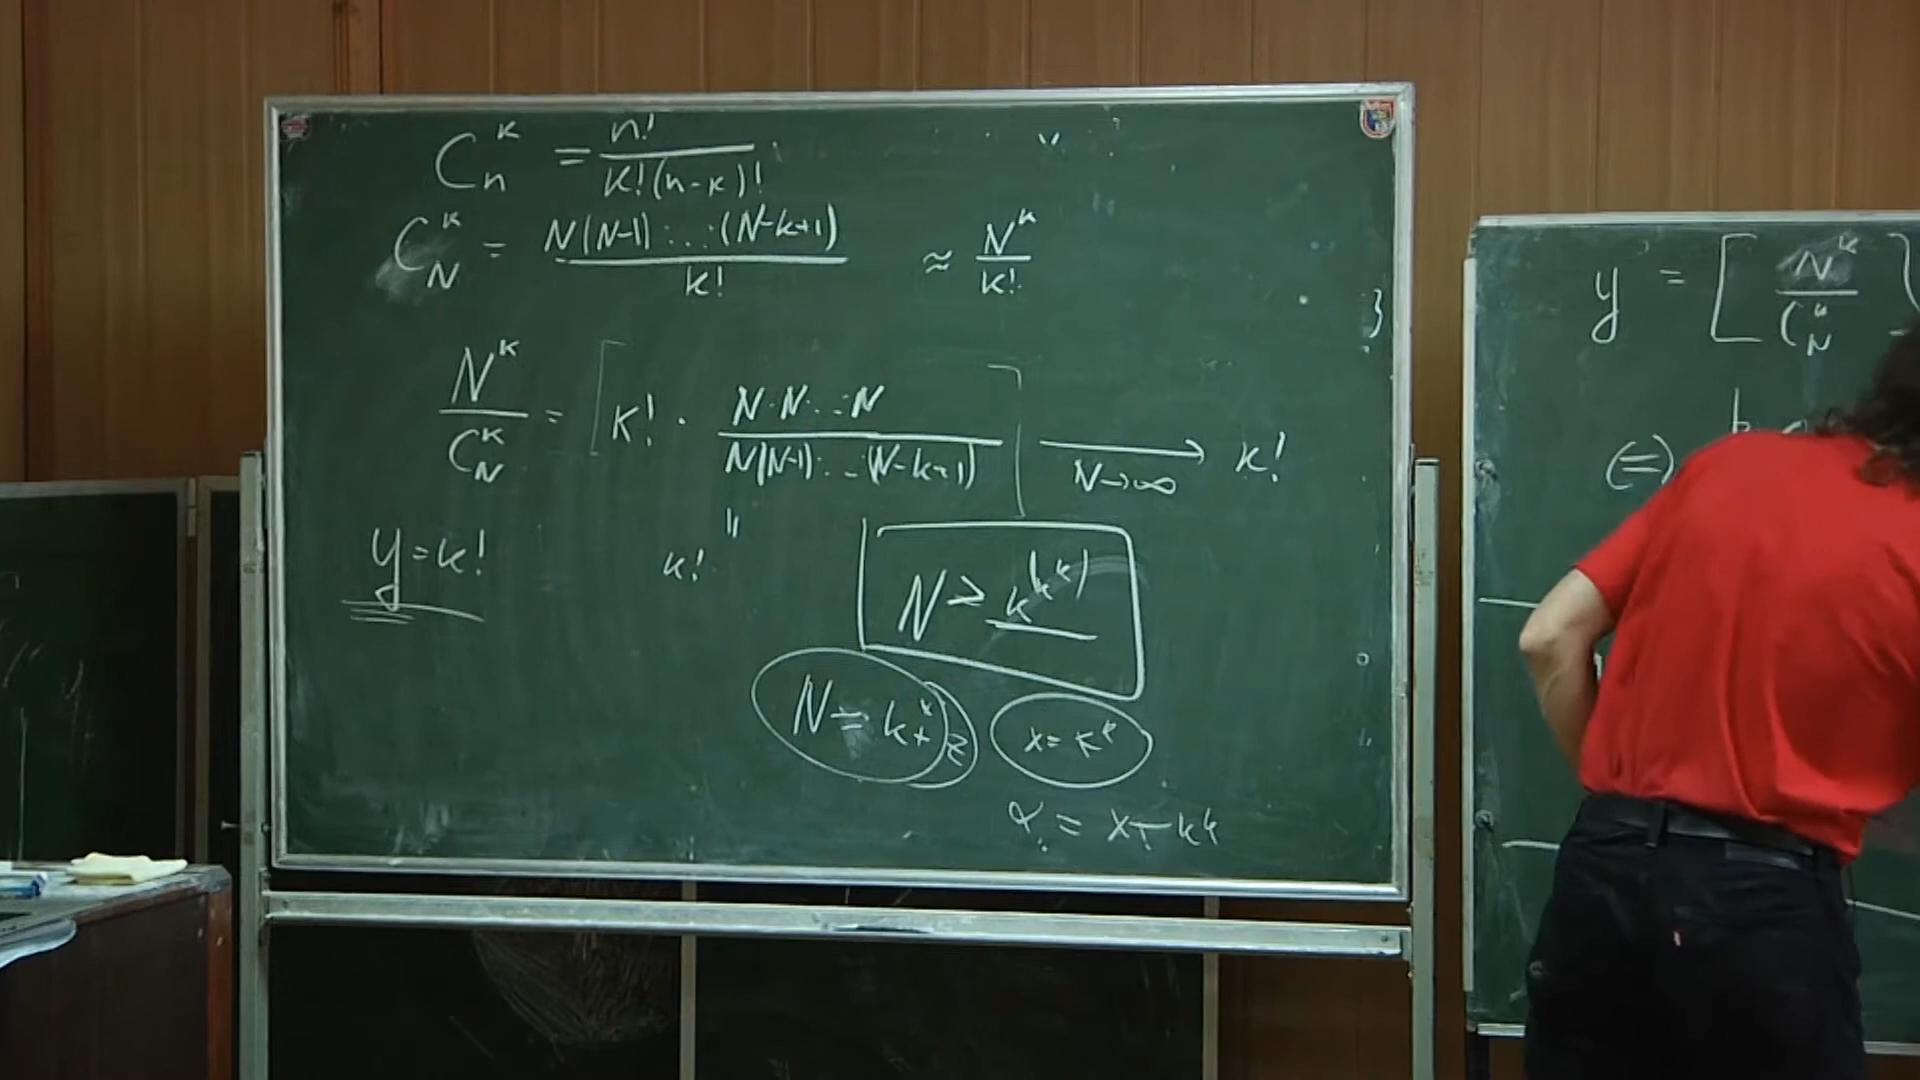 C_n^k = n! / k!(n-k)!
C_N^k = N(N-1)...(N-k+1) / k! ≈ N^k / k!
N^k / C_N^k = [k! · N·N...N / N(N-1)...(N-k+1)] → N→∞ k!
y = k!
k!
N ≥ k^(k^k)
x = k^k
y = [N^k / C_N^k]
(=)